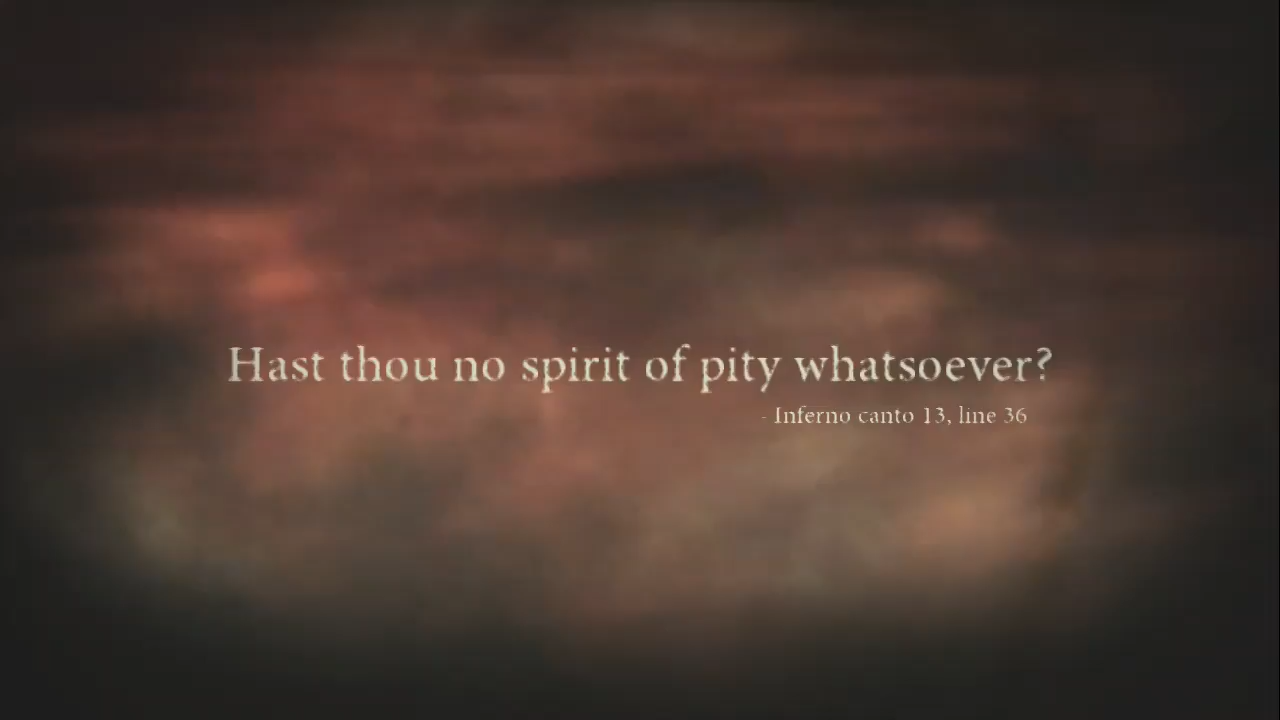 Hast thou no spirit of pity whatsoever?
- Inferno canto 13, line 36